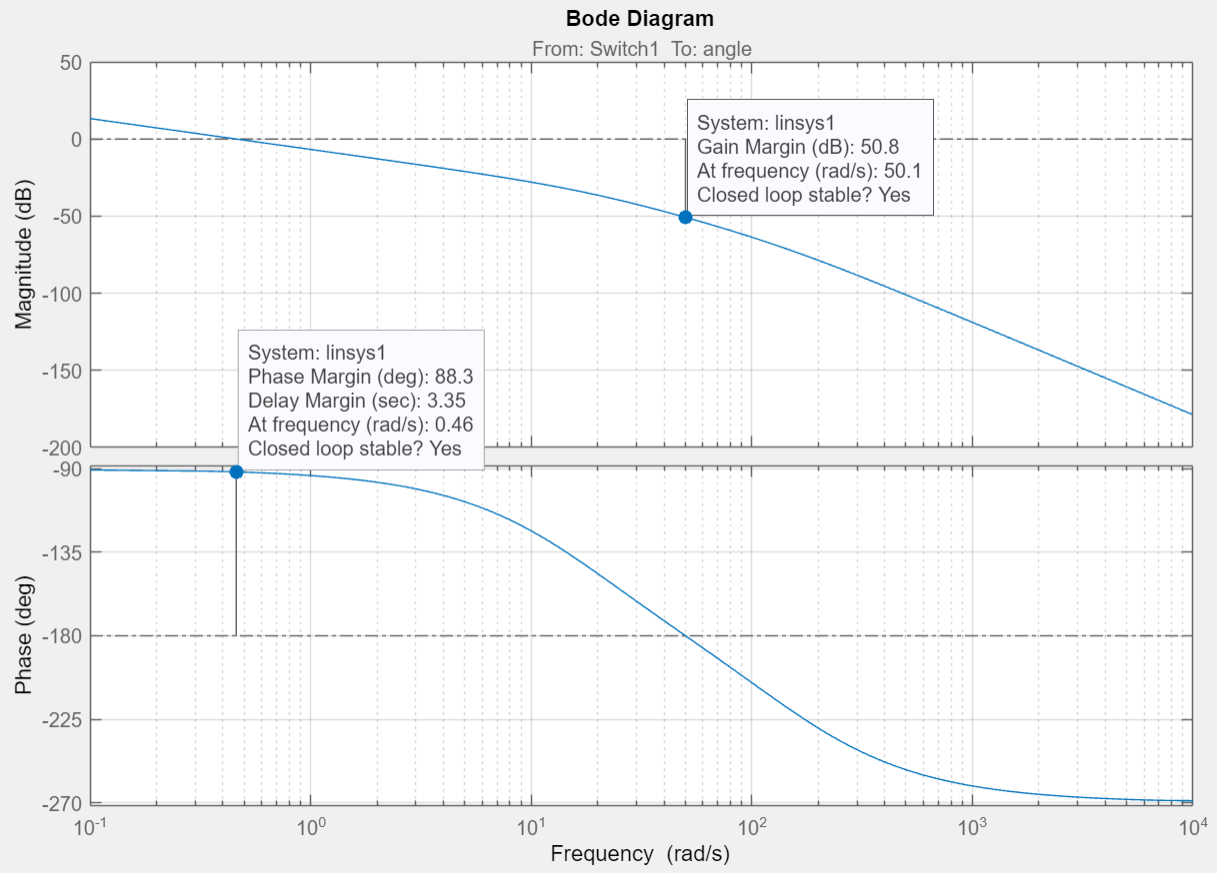 Bode Diagram
From: Switch1 To: angle
50
0
-50
-100
-150
-200
Magnitude (dB)
System: linsys1
Gain Margin (dB): 50.8
At frequency (rad/s): 50.1
Closed loop stable? Yes
System: linsys1
Phase Margin (deg): 88.3
Delay Margin (sec): 3.35
At frequency (rad/s): 0.46
Closed loop stable? Yes
-90
-135
-180
-225
-270
Phase (deg)
10⁻¹ 10⁰ 10¹ 10² 10³ 10⁴
Frequency (rad/s)